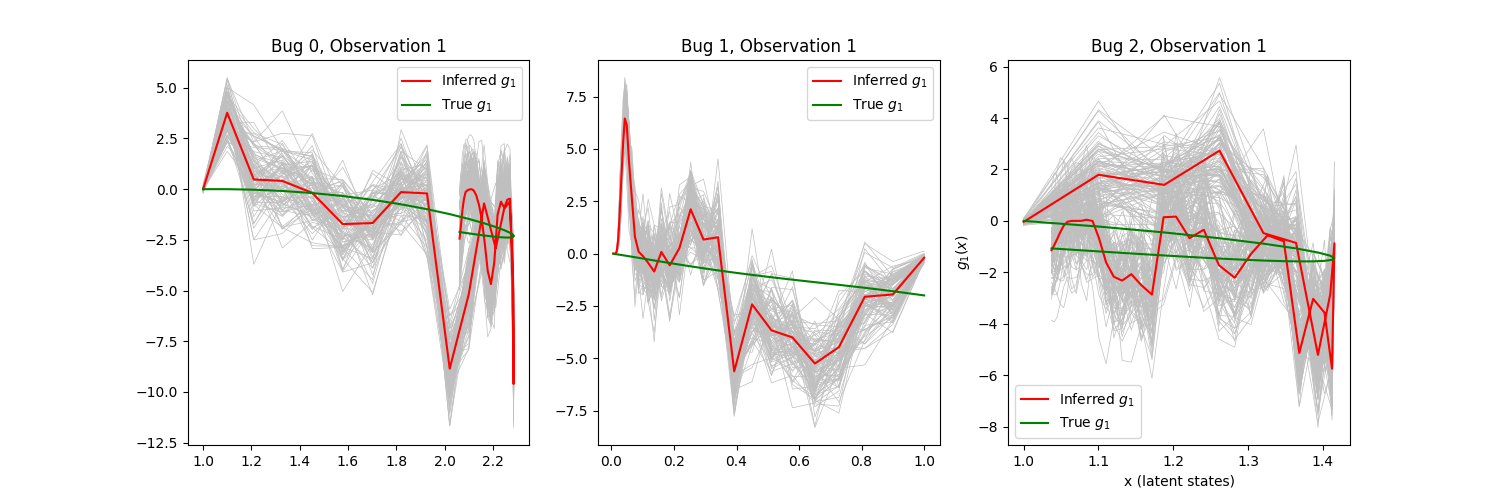 Bug 0, Observation 1
Inferred g₁
True g₁
5.0
2.5
0.0
−2.5
−5.0
−7.5
−10.0
−12.5
1.0 1.2 1.4 1.6 1.8 2.0 2.2
Bug 1, Observation 1
Inferred g₁
True g₁
7.5
5.0
2.5
0.0
−2.5
−5.0
−7.5
0.0 0.2 0.4 0.6 0.8 1.0
Bug 2, Observation 1
g₁(x)
6
4
2
0
−2
−4
−6
−8
Inferred g₁
True g₁
1.0 1.1 1.2 1.3 1.4
x (latent states)